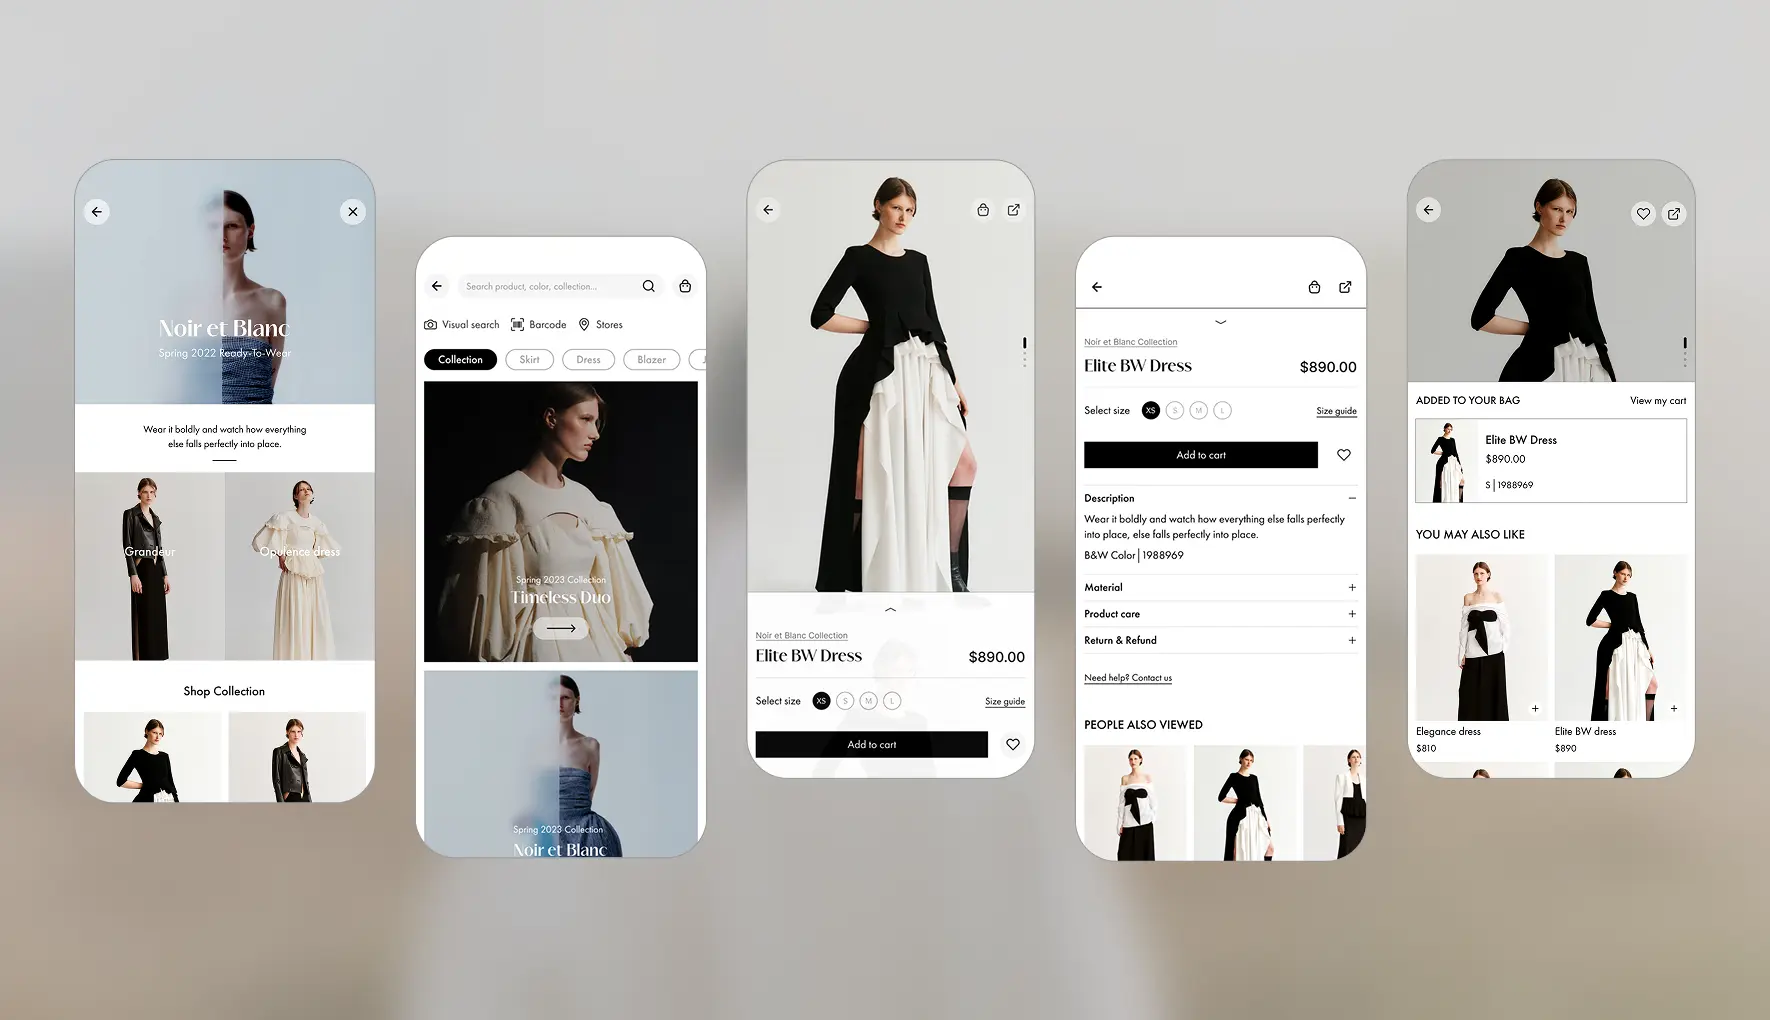 Noir et Blanc
Spring 2022 Ready-To-Wear
Wear it boldly and watch how everything
else falls perfectly into place.
Grandeur
Opulence dress
Shop Collection
Search product, color, collection...
Visual search
Barcode
Stores
Collection
Skirt
Dress
Blazer
J
Spring 2023 Collection
Timeless Duo
Spring 2023 Collection
Noir et Blanc
Noir et Blanc Collection
Elite BW Dress
$890.00
Select size
XS
S
M
L
Size guide
Add to cart
Noir et Blanc Collection
Elite BW Dress
$890.00
Select size
XS
S
M
L
Size guide
Add to cart
Description
Wear it boldly and watch how everything else falls perfectly
into place, else falls perfectly into place.
B&W Color | 1988969
Material
Product care
Return & Refund
Need help? Contact us
PEOPLE ALSO VIEWED
ADDED TO YOUR BAG
View my cart
Elite BW Dress
$890.00
S | 1988969
YOU MAY ALSO LIKE
Elegance dress
$810
Elite BW dress
$890